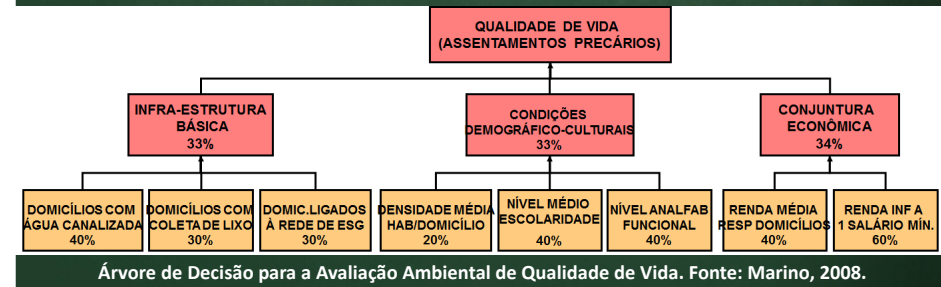 QUALIDADE DE VIDA
(ASSENTAMENTOS PRECÁRIOS)
INFRA-ESTRUTURA
BÁSICA
33%
CONDIÇÕES
DEMOGRÁFICO-CULTURAIS
33%
CONJUNTURA
ECONÔMICA
34%
DOMICÍLIOS COM
ÁGUA CANALIZADA
40%
DOMICÍLIOS COM
COLETA DE LIXO
30%
DOMIC.LIGADOS
À REDE DE ESG
30%
DENSIDADE MÉDIA
HAB/DOMICÍLIO
20%
NÍVEL MÉDIO
ESCOLARIDADE
40%
NÍVEL ANALFAB
FUNCIONAL
40%
RENDA MÉDIA
RESP DOMICÍLIOS
40%
RENDA INF A
1 SALÁRIO MÍN.
60%
Árvore de Decisão para a Avaliação Ambiental de Qualidade de Vida. Fonte: Marino, 2008.